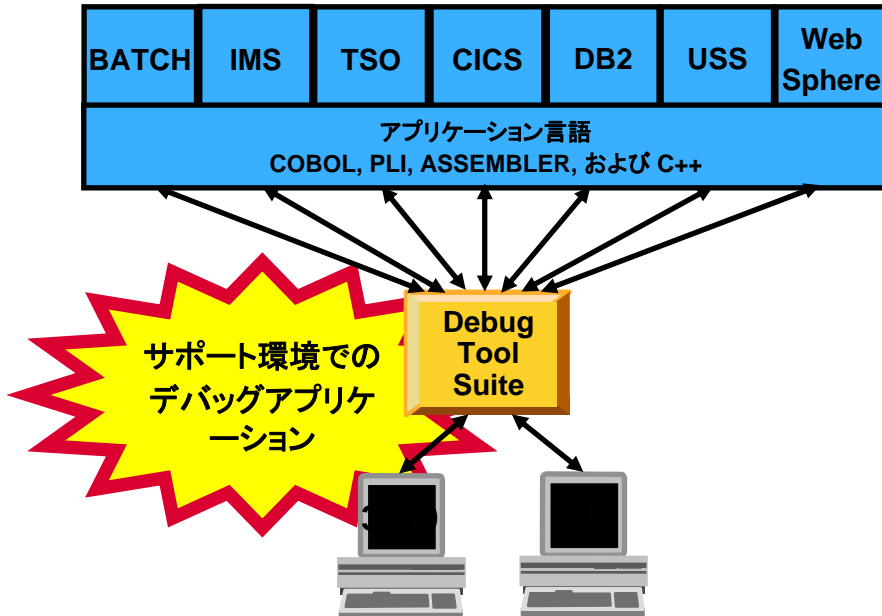 BATCH
IMS
TSO
CICS
DB2
USS
Web
Sphere
アプリケーション言語
COBOL, PLI, ASSEMBLER, および C++
サポート環境での
デバッグアプリケ
ーション
Debug
Tool
Suite